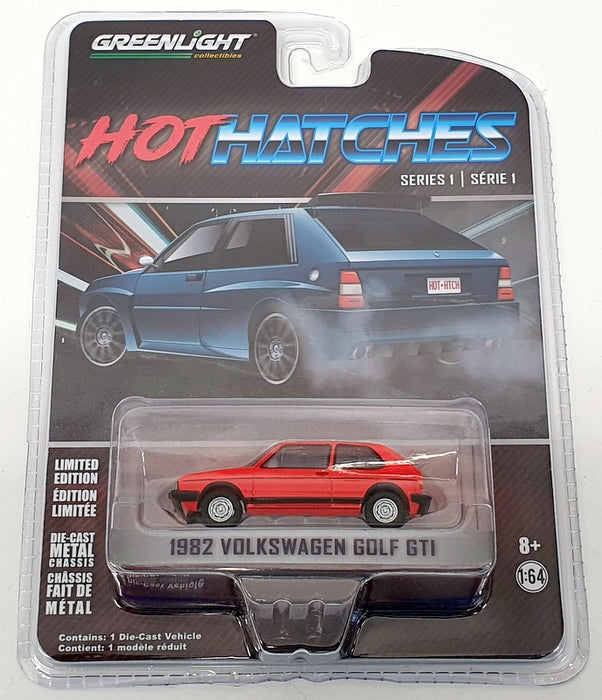 GREENLIGHT
collectibles
HOT HATCHES
SERIES 1 | SÉRIE 1
HOT•HTCH
LIMITED
EDITION
ÉDITION
LIMITÉE
DIE-CAST
METAL
CHASSIS
CHÂSSIS
FAIT DE
MÉTAL
1982 VOLKSWAGEN GOLF GTI
8+
1:64
Contains: 1 Die-Cast Vehicle
Contient: 1 modèle réduit